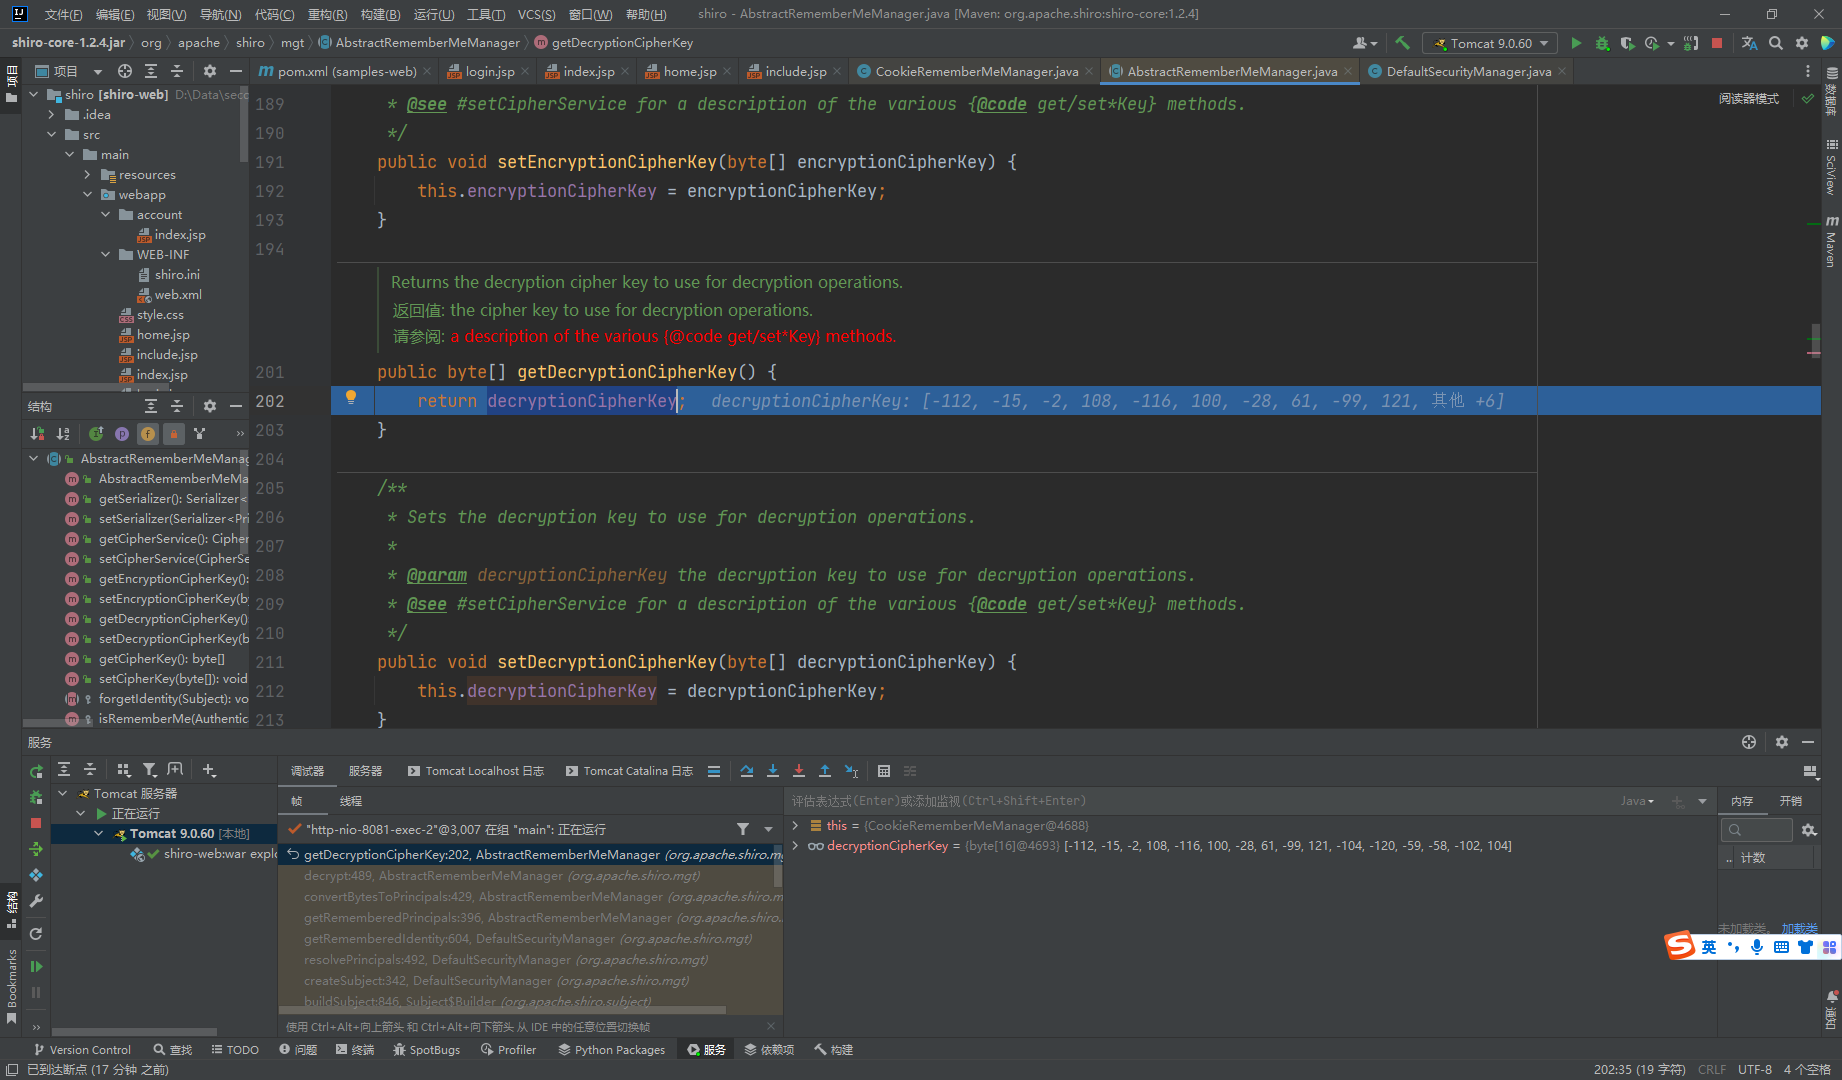 文件(F) 编辑(E) 视图(V) 导航(N) 代码(C) 重构(R) 构建(B) 运行(U) 工具(T) VCS(S) 窗口(W) 帮助(H) shiro - AbstractRememberMeManager.java [Maven: org.apache.shiro:shiro-core:1.2.4]
shiro-core-1.2.4.jar org apache shiro mgt AbstractRememberMeManager getDecryptionCipherKey Tomcat 9.0.60
项目 pom.xml (samples-web) login.jsp index.jsp home.jsp include.jsp CookieRememberMeManager.java AbstractRememberMeManager.java DefaultSecurityManager.java
项目
shiro [shiro-web] D:\Data\sec
.idea
src
main
resources
webapp
account
index.jsp
WEB-INF
shiro.ini
web.xml
style.css
home.jsp
include.jsp
index.jsp
结构
AbstractRememberMeManag
AbstractRememberMeMa
getSerializer(): Serializer<
setSerializer(Serializer<Pri
getCipherService(): Cipher
setCipherService(CipherSe
getEncryptionCipherKey():
setEncryptionCipherKey(by
getDecryptionCipherKey()
setDecryptionCipherKey(b
getCipherKey(): byte[]
setCipherKey(byte[]): void
forgetIdentity(Subject): vo
isRememberMe(Authentic
189 * @see #setCipherService for a description of the various {@code get/set*Key} methods.
190 */
191 public void setEncryptionCipherKey(byte[] encryptionCipherKey) {
192 this.encryptionCipherKey = encryptionCipherKey;
193 }
194
Returns the decryption cipher key to use for decryption operations.
返回值: the cipher key to use for decryption operations.
请参阅: a description of the various {@code get/set*Key} methods.
201 public byte[] getDecryptionCipherKey() {
202 return decryptionCipherKey; decryptionCipherKey: [-112, -15, -2, 108, -116, 100, -28, 61, -99, 121, 其他 +6]
203 }
204
205 /**
206 * Sets the decryption key to use for decryption operations.
207 *
208 * @param decryptionCipherKey the decryption key to use for decryption operations.
209 * @see #setCipherService for a description of the various {@code get/set*Key} methods.
210 */
211 public void setDecryptionCipherKey(byte[] decryptionCipherKey) {
212 this.decryptionCipherKey = decryptionCipherKey;
213 }
阅读器模式
数据库
SciView
Maven
通知
服务
Tomcat 服务器
正在运行
Tomcat 9.0.60 [本地]
shiro-web:war explo
调试器 服务器 Tomcat Localhost 日志 Tomcat Catalina 日志
帧 线程
"http-nio-8081-exec-2"@3,007 在组 "main": 正在运行
getDecryptionCipherKey:202, AbstractRememberMeManager (org.apache.shiro.mg
decrypt:489, AbstractRememberMeManager (org.apache.shiro.mgt)
convertBytesToPrincipals:429, AbstractRememberMeManager (org.apache.shiro.m
getRememberedPrincipals:396, AbstractRememberMeManager (org.apache.shiro.m
getRememberedIdentity:604, DefaultSecurityManager (org.apache.shiro.mgt)
resolvePrincipals:492, DefaultSecurityManager (org.apache.shiro.mgt)
createSubject:342, DefaultSecurityManager (org.apache.shiro.mgt)
buildSubject:846, Subject$Builder (org.apache.shiro.subject)
使用 Ctrl+Alt+向上箭头 和 Ctrl+Alt+向下箭头 从 IDE 中的任意位置切换帧
评估表达式(Enter)或添加监视(Ctrl+Shift+Enter) Java
this = {CookieRememberMeManager@4688}
decryptionCipherKey = {byte[16]@4693} [-112, -15, -2, 108, -116, 100, -28, 61, -99, 121, -104, -120, -59, -58, -102, 104]
内存 开销
.. 计数
未加载类。 加载类
英
结构
Bookmarks
Version Control 查找 TODO 问题 终端 SpotBugs Profiler Python Packages 服务 依赖项 构建
已到达断点 (17 分钟 之前) 202:35 (19 字符) CRLF UTF-8 4 个空格